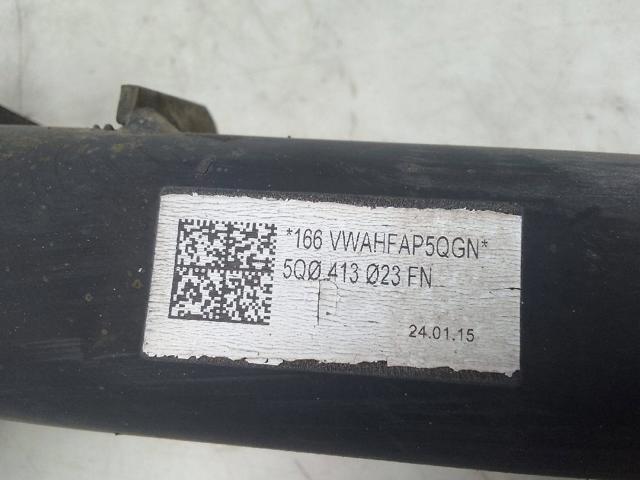 *166 VWAHFAP5QGN*
5QØ 413 Ø23 FN
24.01.15